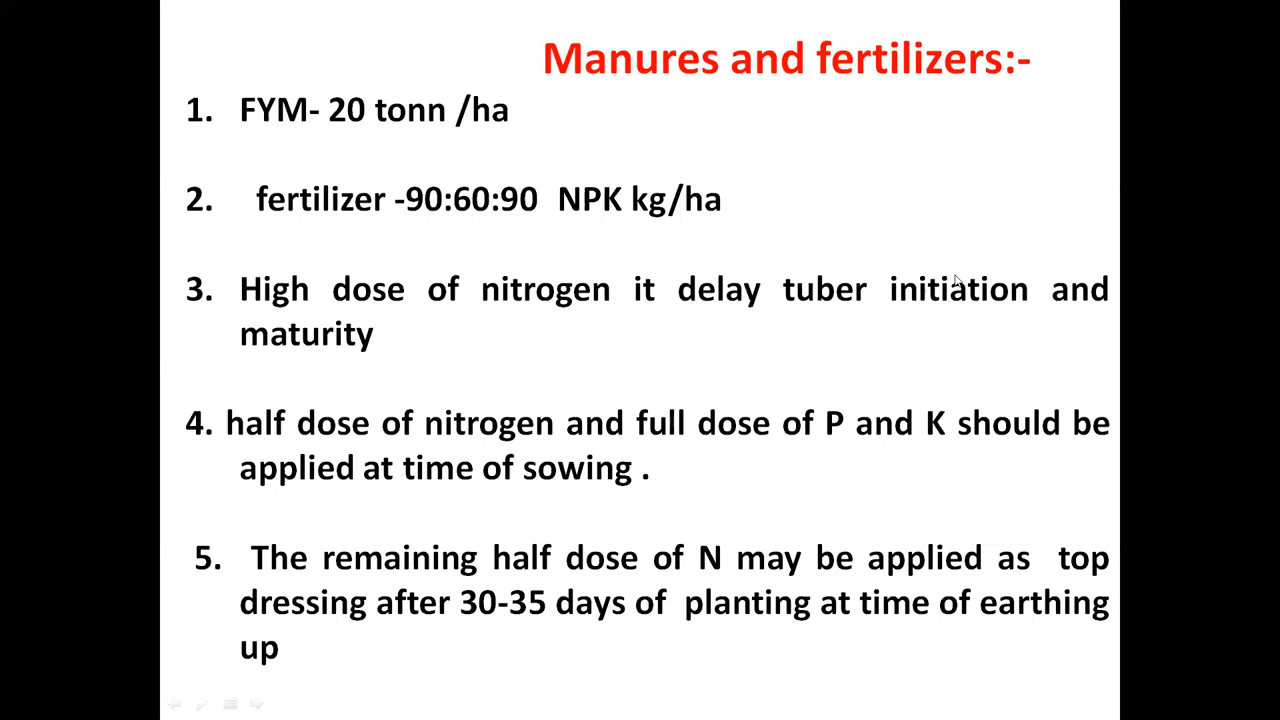 Manures and fertilizers:-
1. FYM- 20 tonn /ha
2. fertilizer -90:60:90 NPK kg/ha
3. High dose of nitrogen it delay tuber initiation and
maturity
4. half dose of nitrogen and full dose of P and K should be
applied at time of sowing .
5. The remaining half dose of N may be applied as top
dressing after 30-35 days of planting at time of earthing
up